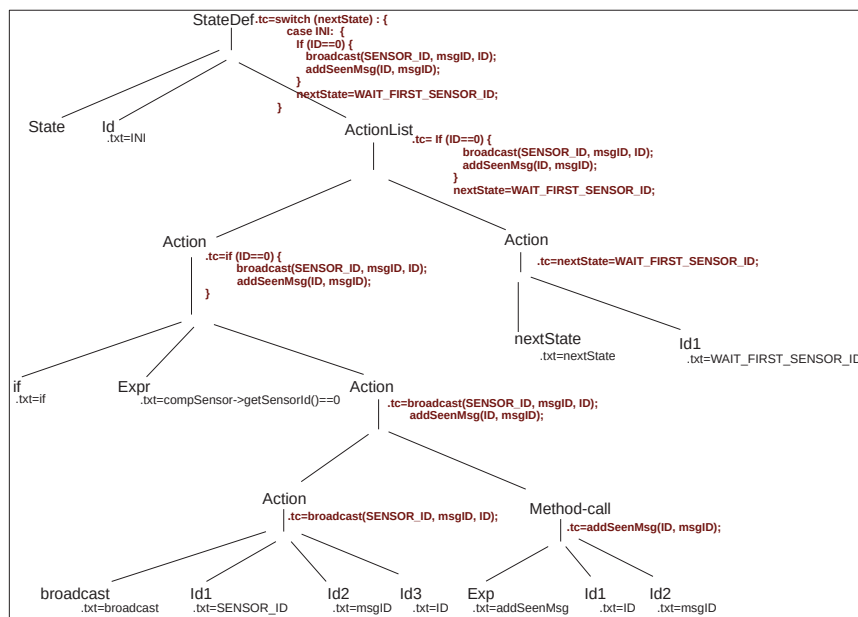 StateDef.tc=switch (nextState) : {
case INI: {
If (ID==0) {
broadcast(SENSOR_ID, msgID, ID);
addSeenMsg(ID, msgID);
}
nextState=WAIT_FIRST_SENSOR_ID;
}
State
Id
.txt=INI
ActionList
.tc= If (ID==0) {
broadcast(SENSOR_ID, msgID, ID);
addSeenMsg(ID, msgID);
}
nextState=WAIT_FIRST_SENSOR_ID;
Action
.tc=if (ID==0) {
broadcast(SENSOR_ID, msgID, ID);
addSeenMsg(ID, msgID);
}
Action
.tc=nextState=WAIT_FIRST_SENSOR_ID;
nextState
.txt=nextState
Id1
.txt=WAIT_FIRST_SENSOR_ID
if
.txt=if
Expr
.txt=compSensor->getSensorId()==0
Action
.tc=broadcast(SENSOR_ID, msgID, ID);
addSeenMsg(ID, msgID);
Action
.tc=broadcast(SENSOR_ID, msgID, ID);
Method-call
.tc=addSeenMsg(ID, msgID);
broadcast
.txt=broadcast
Id1
.txt=SENSOR_ID
Id2
.txt=msgID
Id3
.txt=ID
Exp
.txt=addSeenMsg
Id1
.txt=ID
Id2
.txt=msgID